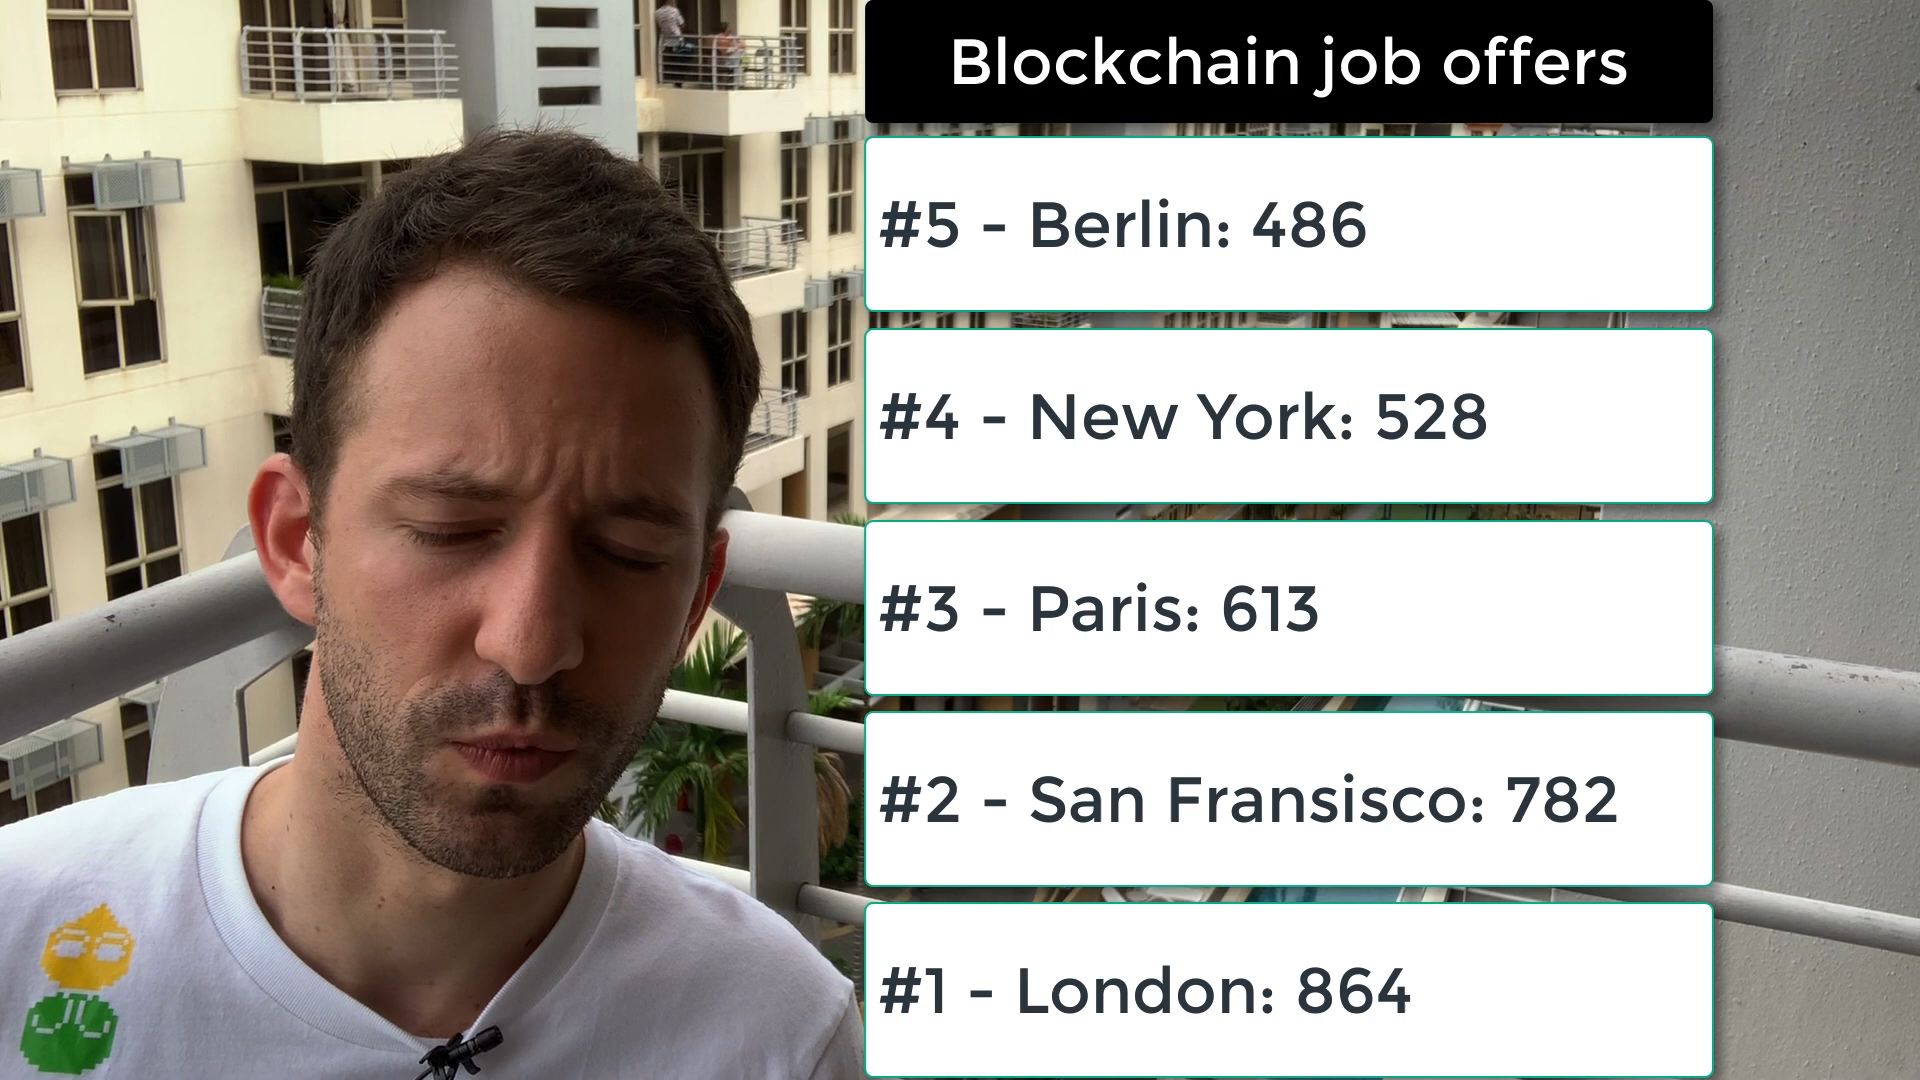 Blockchain job offers
#5 - Berlin: 486
#4 - New York: 528
#3 - Paris: 613
#2 - San Fransisco: 782
#1 - London: 864